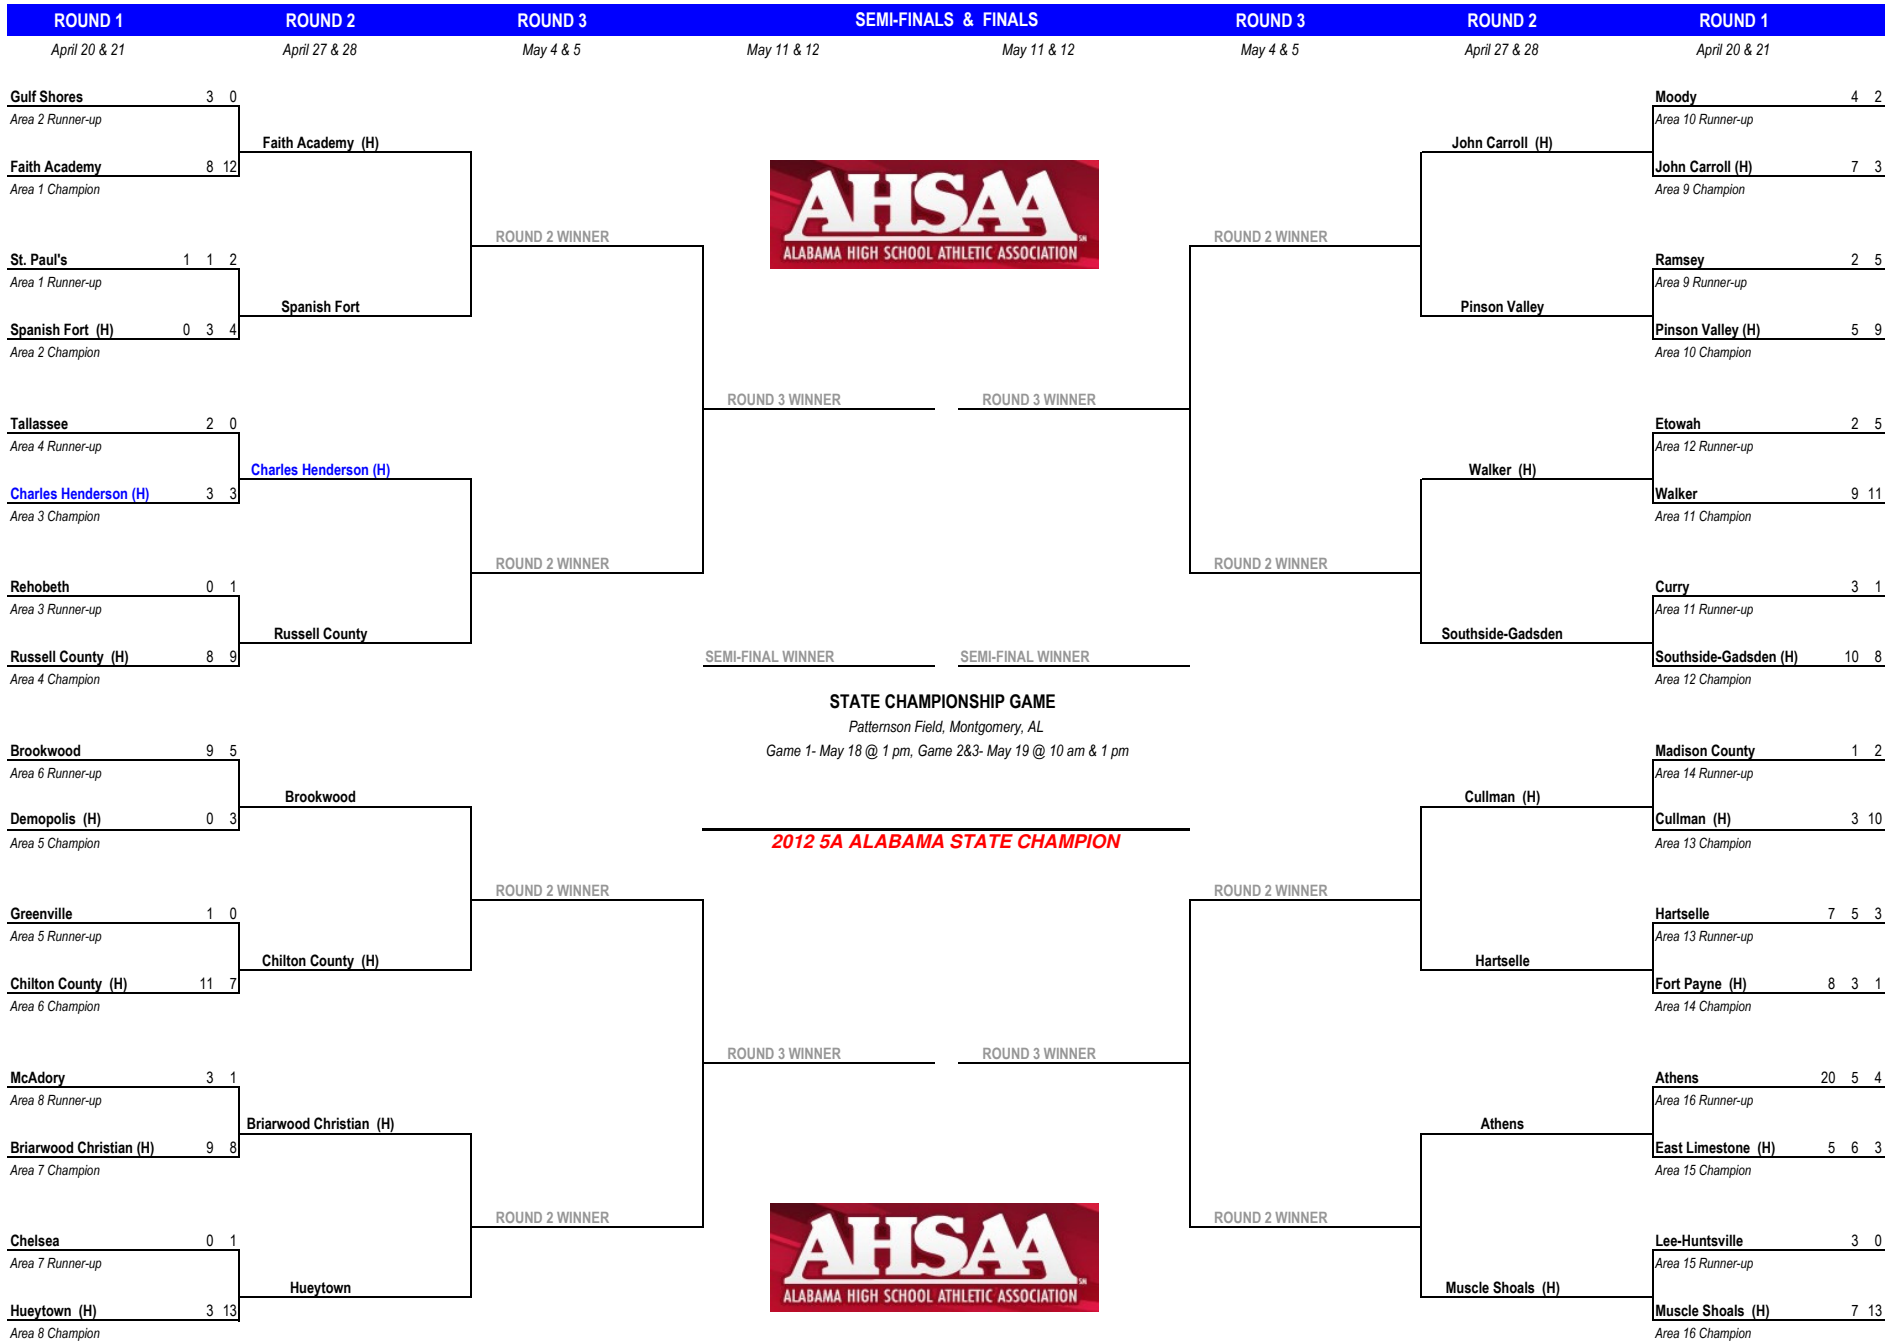 ROUND 1 ROUND 2 ROUND 3 SEMI-FINALS & FINALS ROUND 3 ROUND 2 ROUND 1
April 20 & 21 April 27 & 28 May 4 & 5 May 11 & 12 May 11 & 12 May 4 & 5 April 27 & 28 April 20 & 21
Gulf Shores 3 0 Moody 4 2
Area 2 Runner-up Area 10 Runner-up
Faith Academy (H) John Carroll (H)
Faith Academy 8 12 John Carroll (H) 7 3
Area 1 Champion Area 9 Champion
AHSAA SM
ALABAMA HIGH SCHOOL ATHLETIC ASSOCIATION
ROUND 2 WINNER ROUND 2 WINNER
St. Paul's 1 1 2 Ramsey 2 5
Area 1 Runner-up Area 9 Runner-up
Spanish Fort Pinson Valley
Spanish Fort (H) 0 3 4 Pinson Valley (H) 5 9
Area 2 Champion Area 10 Champion
ROUND 3 WINNER ROUND 3 WINNER
Tallassee 2 0 Etowah 2 5
Area 4 Runner-up Area 12 Runner-up
Charles Henderson (H) Walker (H)
Charles Henderson (H) 3 3 Walker 9 11
Area 3 Champion Area 11 Champion
ROUND 2 WINNER ROUND 2 WINNER
Rehobeth 0 1 Curry 3 1
Area 3 Runner-up Area 11 Runner-up
Russell County Southside-Gadsden
Russell County (H) 8 9 SEMI-FINAL WINNER SEMI-FINAL WINNER Southside-Gadsden (H) 10 8
Area 4 Champion Area 12 Champion
STATE CHAMPIONSHIP GAME
Patternson Field, Montgomery, AL
Game 1- May 18 @ 1 pm, Game 2&3- May 19 @ 10 am & 1 pm
Brookwood 9 5 Madison County 1 2
Area 6 Runner-up Area 14 Runner-up
Brookwood Cullman (H)
Demopolis (H) 0 3 Cullman (H) 3 10
Area 5 Champion 2012 5A ALABAMA STATE CHAMPION Area 13 Champion
ROUND 2 WINNER ROUND 2 WINNER
Greenville 1 0 Hartselle 7 5 3
Area 5 Runner-up Area 13 Runner-up
Chilton County (H) Hartselle
Chilton County (H) 11 7 Fort Payne (H) 8 3 1
Area 6 Champion Area 14 Champion
ROUND 3 WINNER ROUND 3 WINNER
McAdory 3 1 Athens 20 5 4
Area 8 Runner-up Area 16 Runner-up
Briarwood Christian (H) Athens
Briarwood Christian (H) 9 8 East Limestone (H) 5 6 3
Area 7 Champion Area 15 Champion
ROUND 2 WINNER ROUND 2 WINNER
AHSAA SM
ALABAMA HIGH SCHOOL ATHLETIC ASSOCIATION
Chelsea 0 1 Lee-Huntsville 3 0
Area 7 Runner-up Area 15 Runner-up
Hueytown Muscle Shoals (H)
Hueytown (H) 3 13 Muscle Shoals (H) 7 13
Area 8 Champion Area 16 Champion